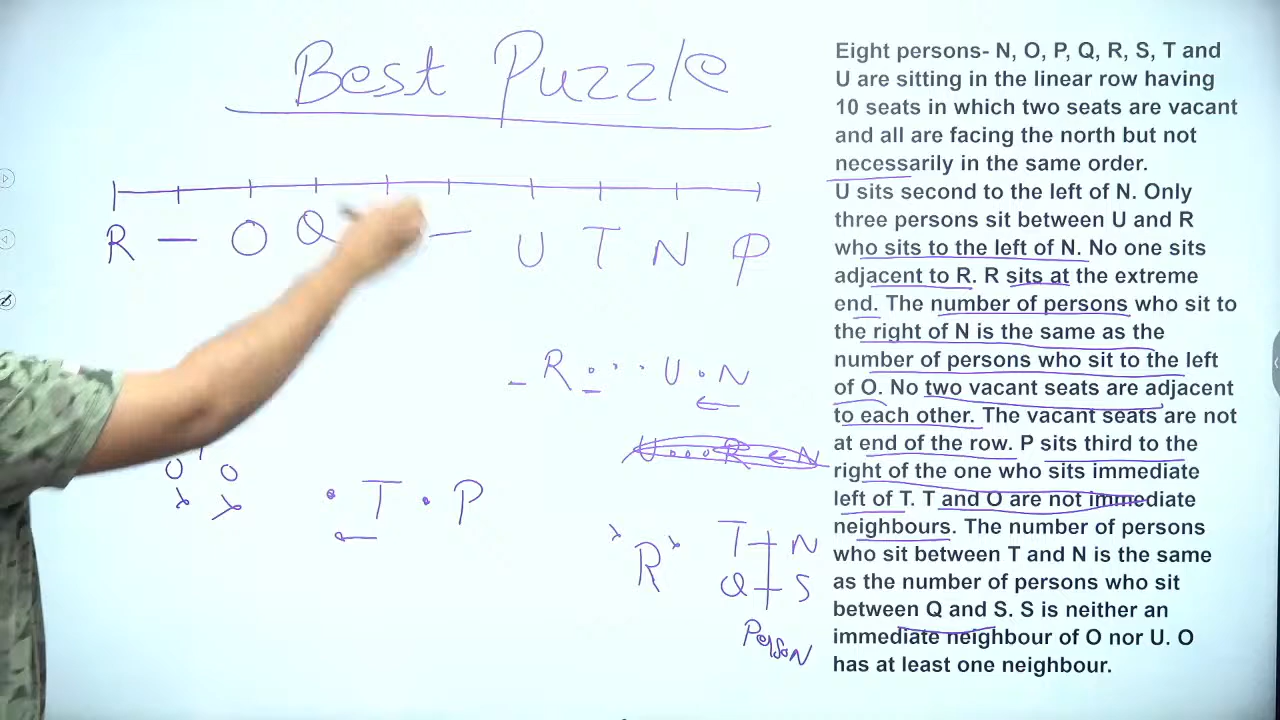 Best Puzzle
R — O Q — U T N P
_ R . . . . U . N
U . . . R ← N
. T . P
O O
R
T N
Q S
Person
Eight persons- N, O, P, Q, R, S, T and
U are sitting in the linear row having
10 seats in which two seats are vacant
and all are facing the north but not
necessarily in the same order.
U sits second to the left of N. Only
three persons sit between U and R
who sits to the left of N. No one sits
adjacent to R. R sits at the extreme
end. The number of persons who sit to
the right of N is the same as the
number of persons who sit to the left
of O. No two vacant seats are adjacent
to each other. The vacant seats are not
at end of the row. P sits third to the
right of the one who sits immediate
left of T. T and O are not immediate
neighbours. The number of persons
who sit between T and N is the same
as the number of persons who sit
between Q and S. S is neither an
immediate neighbour of O nor U. O
has at least one neighbour.